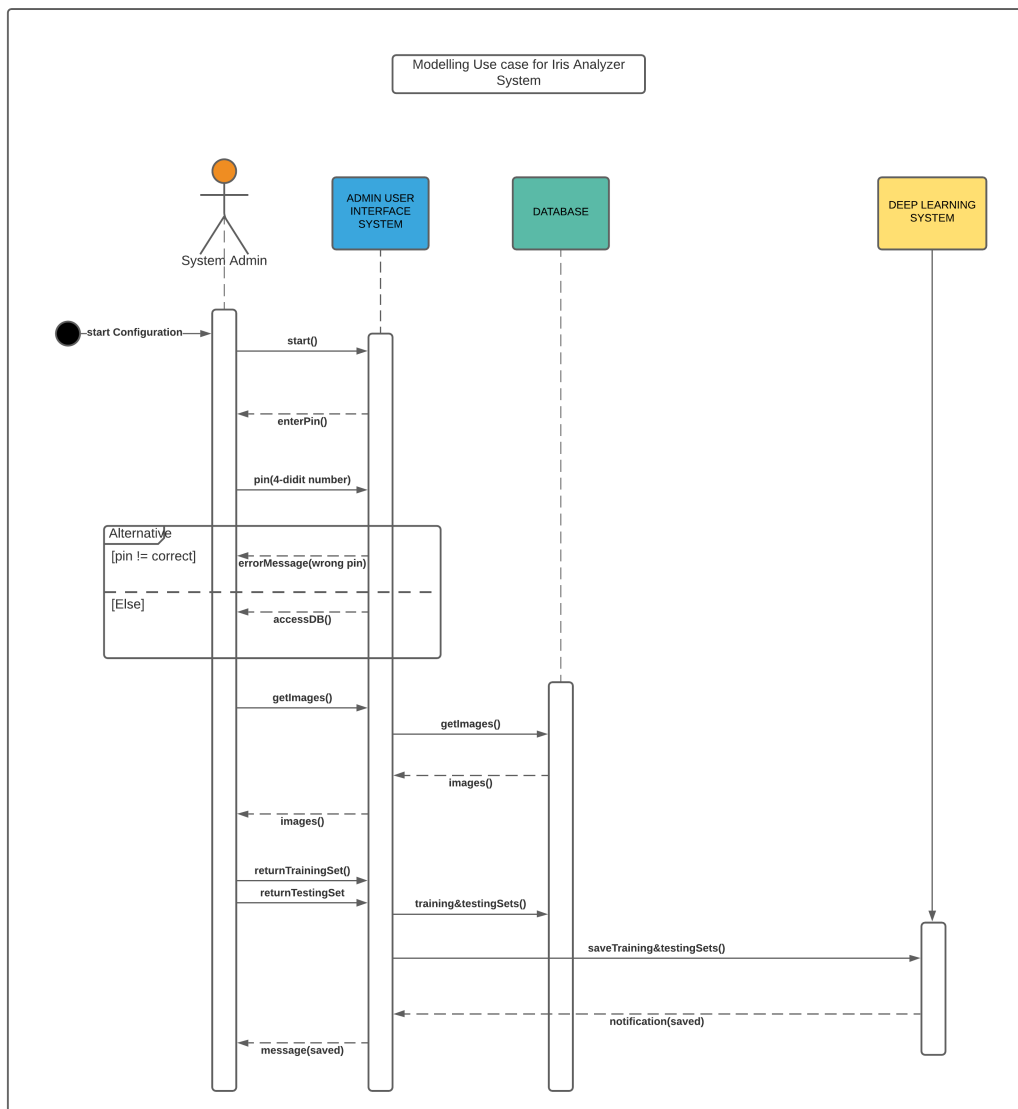 Modelling Use case for Iris Analyzer
System
ADMIN USER
INTERFACE
SYSTEM
DATABASE
DEEP LEARNING
SYSTEM
System Admin
start Configuration
start()
enterPin()
pin(4-didit number)
Alternative
[pin != correct]
errorMessage(wrong pin)
[Else]
accessDB()
getImages()
getImages()
images()
images()
returnTrainingSet()
returnTestingSet
training&testingSets()
saveTraining&testingSets()
notification(saved)
message(saved)